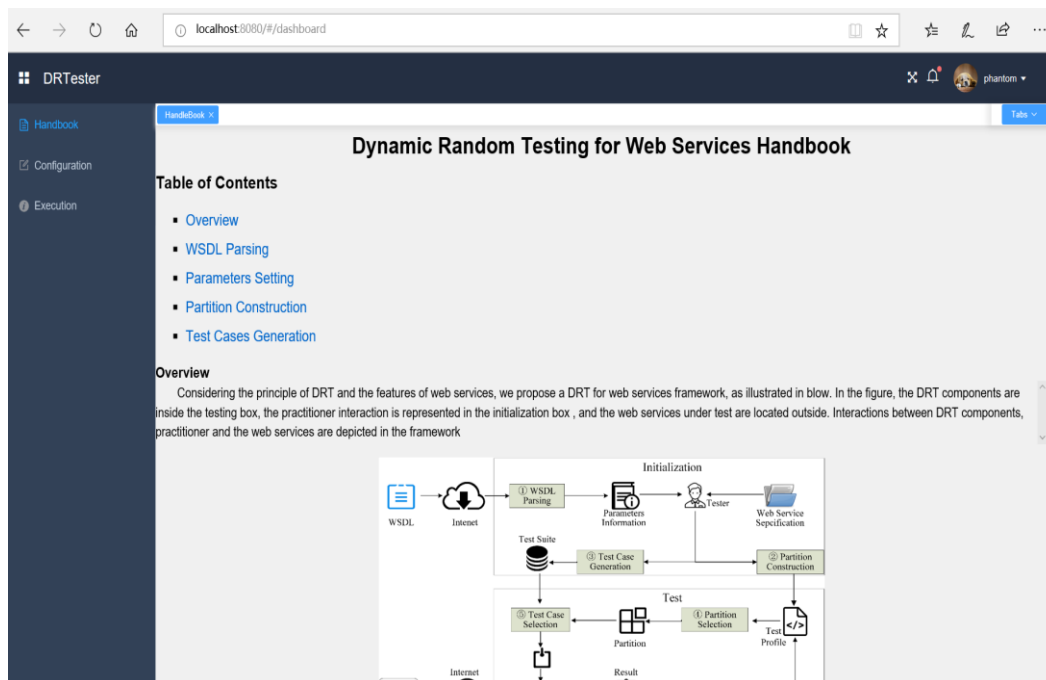 localhost:8080/#/dashboard
DRTester
phantom
Handbook
Configuration
Execution
HandleBook ×
Tabs
Dynamic Random Testing for Web Services Handbook
Table of Contents
Overview
WSDL Parsing
Parameters Setting
Partition Construction
Test Cases Generation
Overview
Considering the principle of DRT and the features of web services, we propose a DRT for web services framework, as illustrated in blow. In the figure, the DRT components are
inside the testing box, the practitioner interaction is represented in the initialization box , and the web services under test are located outside. Interactions between DRT components,
practitioner and the web services are depicted in the framework
Initialization
WSDL
Intenet
① WSDL
Parsing
Parameters
Information
Tester
Web Service
Sepcification
Test Suite
③ Test Case
Generation
② Partition
Construction
Test
⑤ Test Case
Selection
Partition
④ Partition
Selection
Test
Profile
Internet
Result